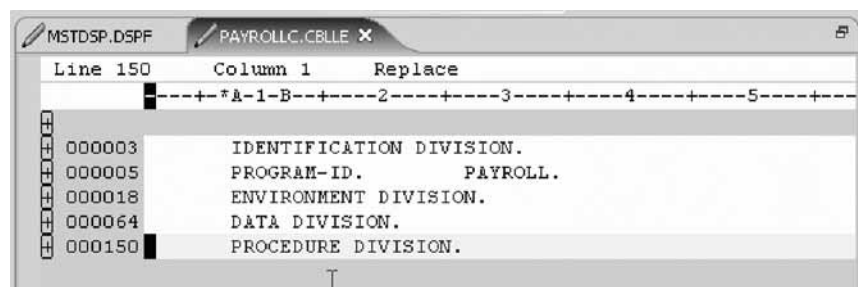 MSTDSP.DSPF PAYROLLC.CBLLE
Line 150 Column 1 Replace
----+-*A-1-B--+----2----+----3----+----4----+----5----+---
000003 IDENTIFICATION DIVISION.
000005 PROGRAM-ID. PAYROLL.
000018 ENVIRONMENT DIVISION.
000064 DATA DIVISION.
000150 PROCEDURE DIVISION.